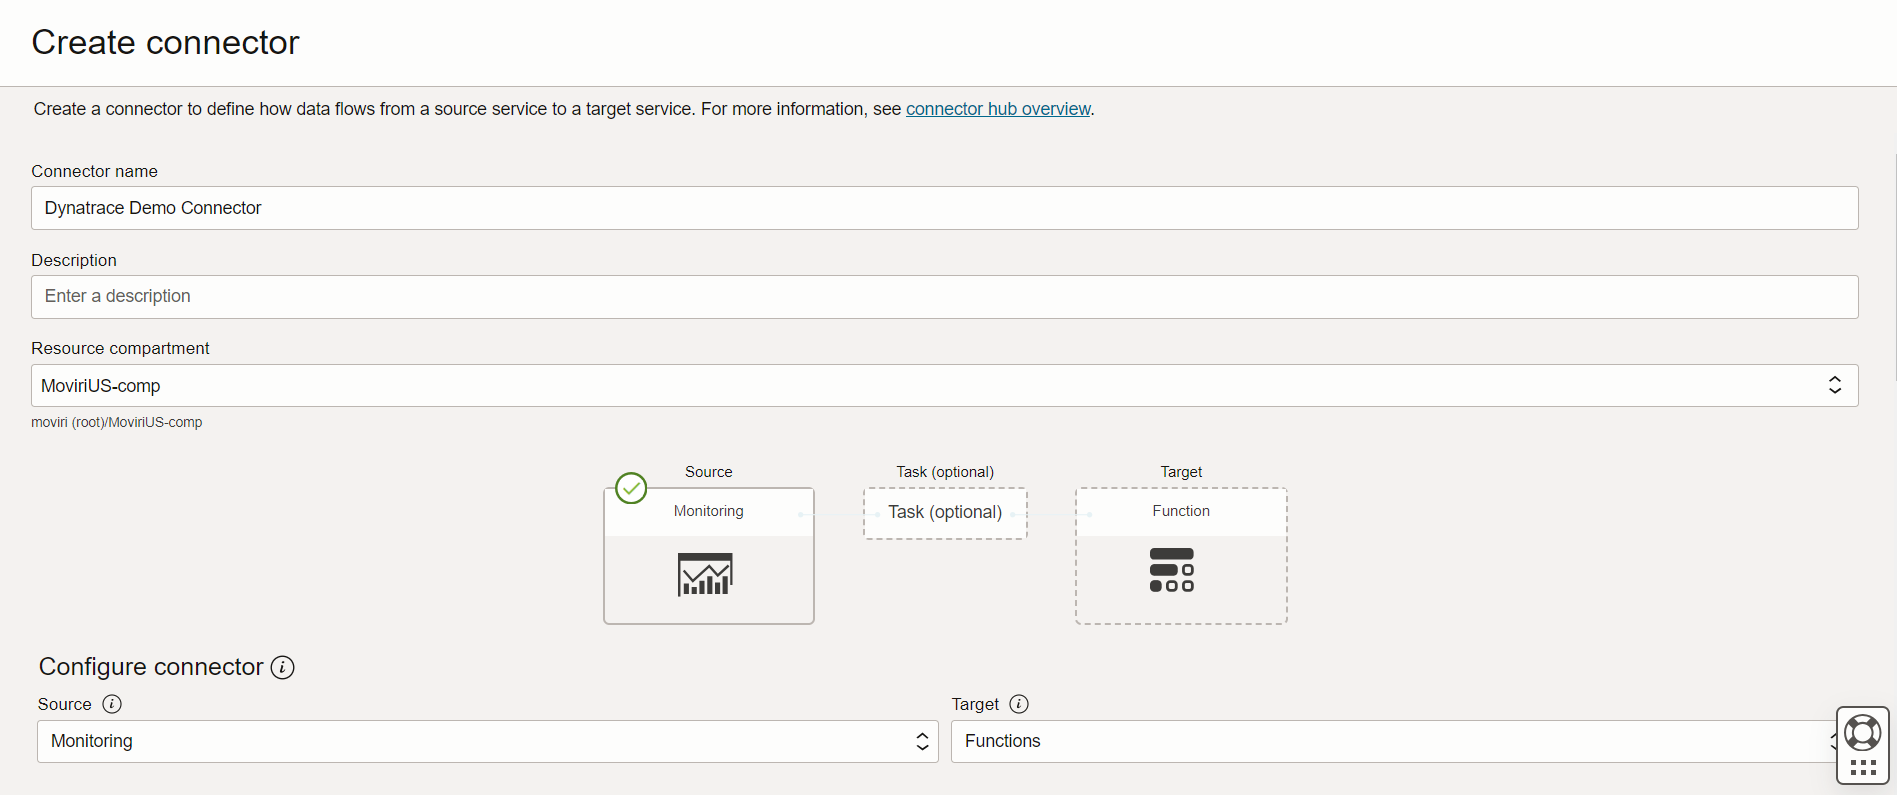 Create connector
Create a connector to define how data flows from a source service to a target service. For more information, see connector hub overview.
Connector name
Dynatrace Demo Connector
Description
Enter a description
Resource compartment
MoviriUS-comp
moviri (root)/MoviriUS-comp
Source
Task (optional)
Target
Monitoring
Task (optional)
Function
Configure connector
Source
Target
Monitoring
Functions